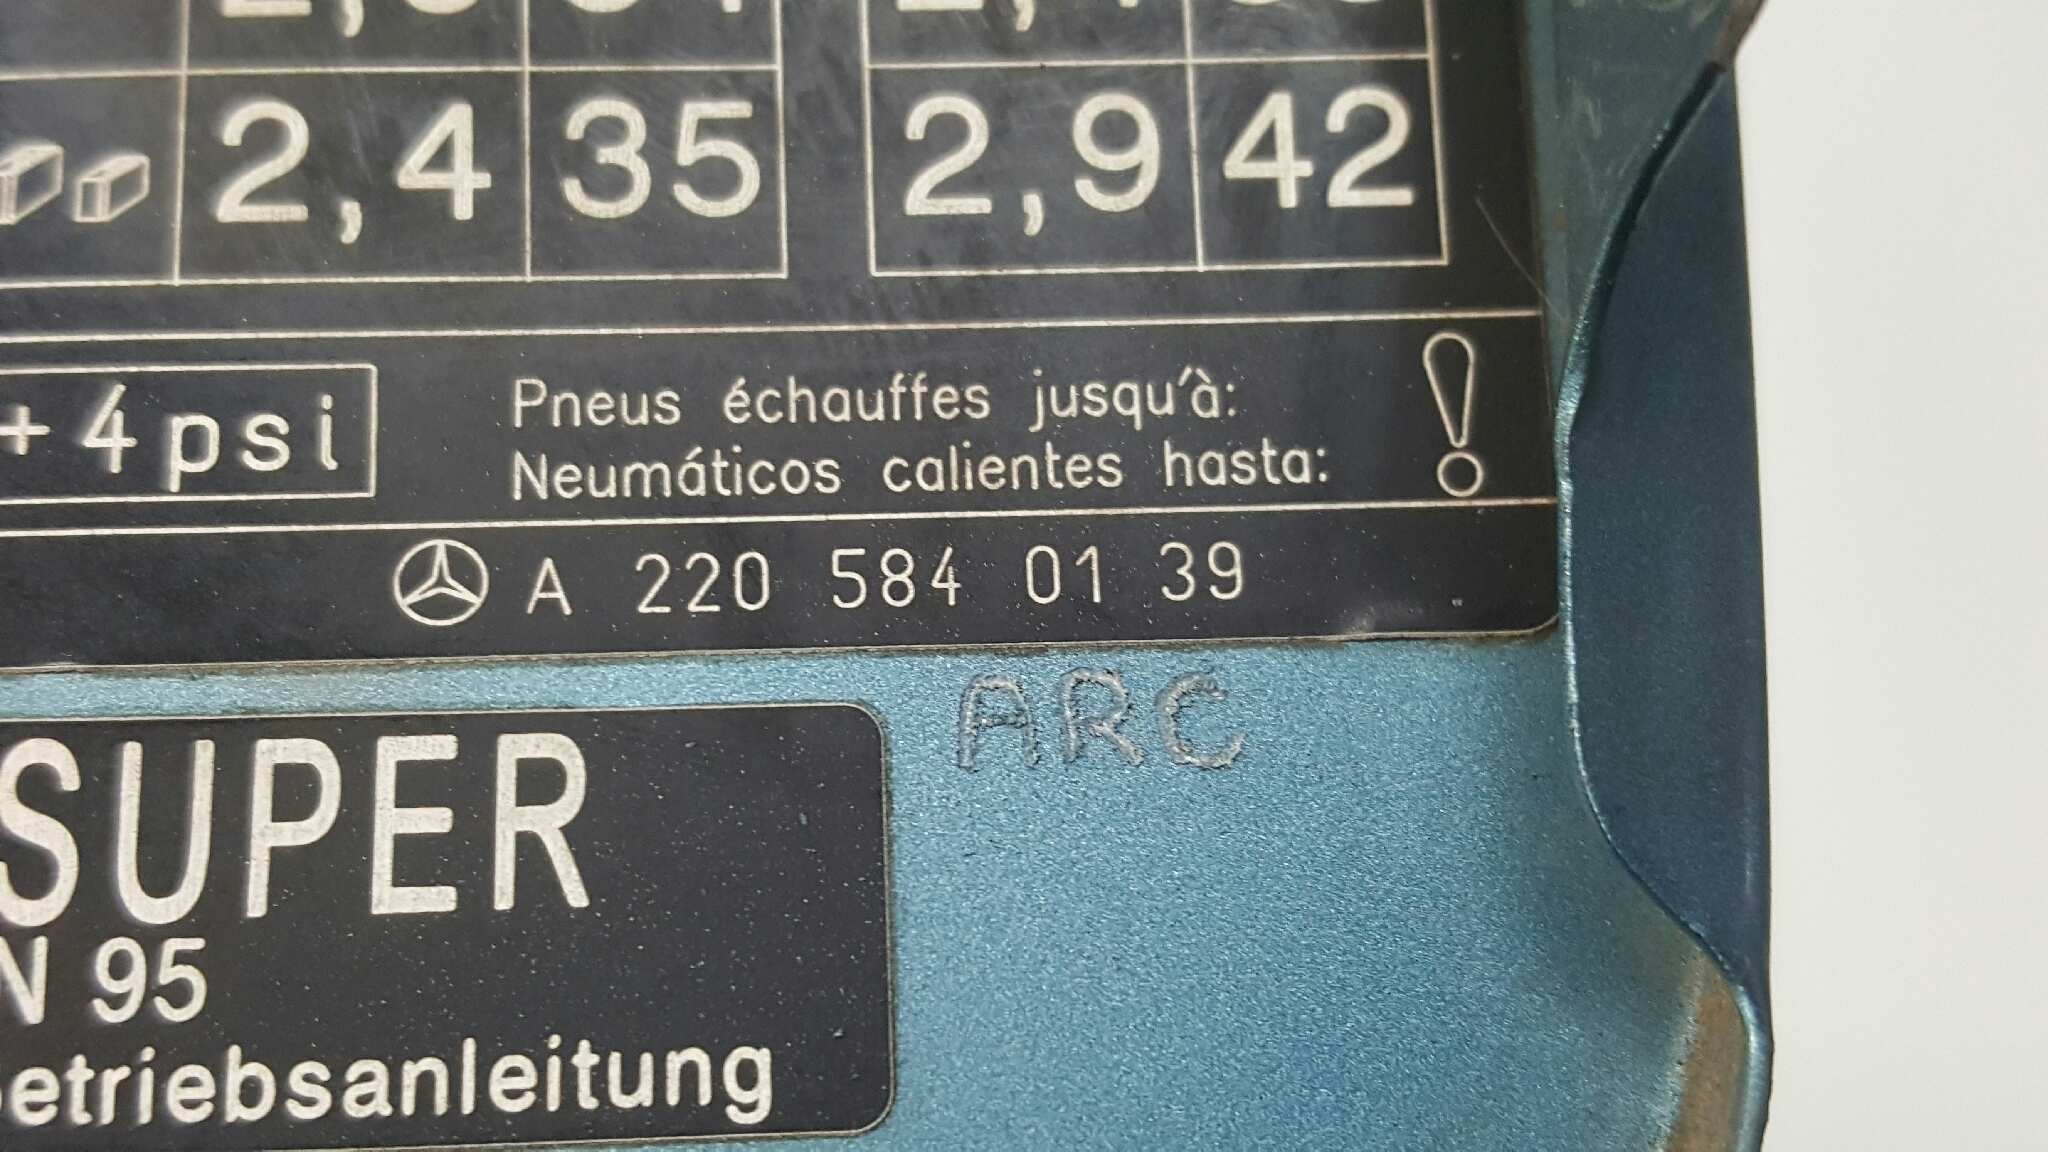 2,4 35 2,9 42
+4psi
Pneus échauffes jusqu'à:
Neumáticos calientes hasta:
!
A 220 584 01 39
ARC
SUPER
N 95
Betriebsanleitung